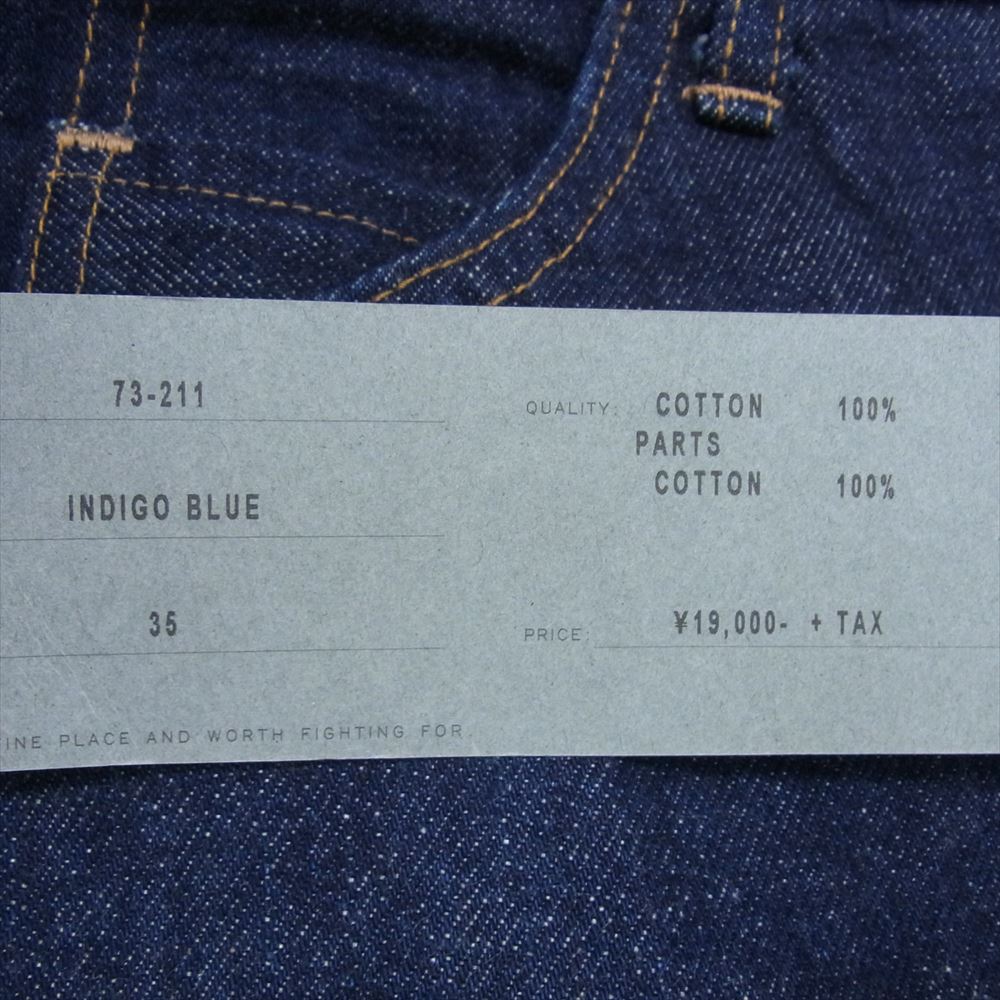 73-211
INDIGO BLUE
35
QUALITY: COTTON 100%
PARTS
COTTON 100%
PRICE: ¥19,000- + TAX
PLACE AND WORTH FIGHTING FOR.